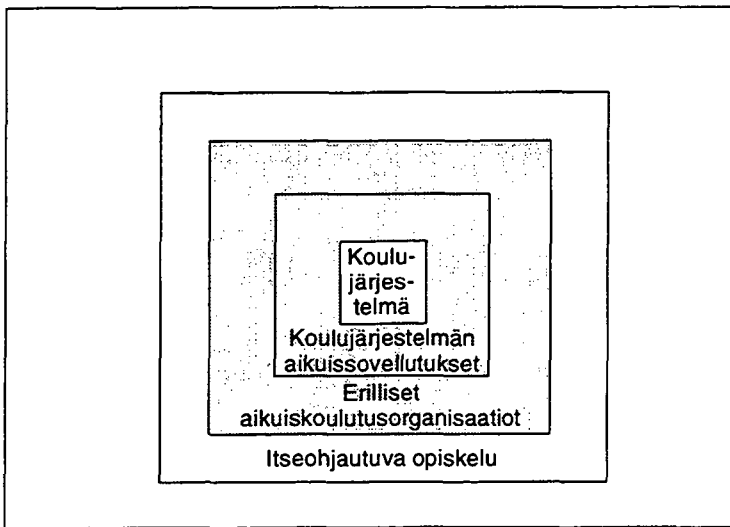 Koulu-
järjes-
telmä
Koulujärjestelmän
aikuissovellutukset
Erilliset
aikuiskoulutusorganisaatiot
Itseohjautuva opiskelu